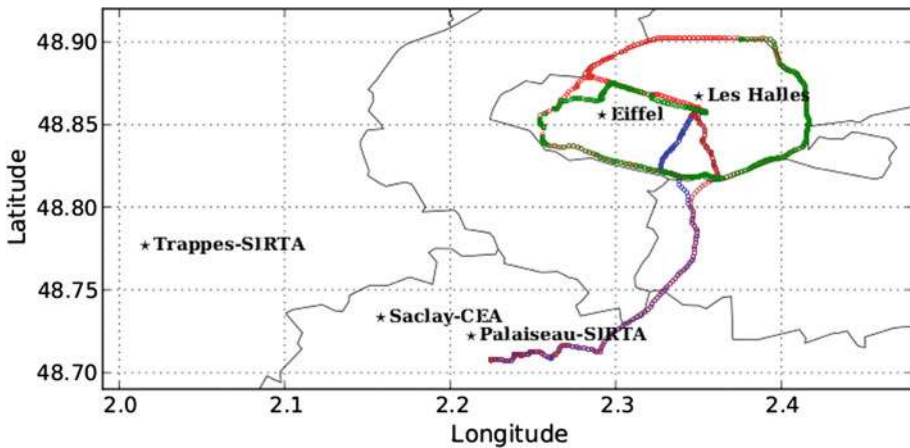 48.90
Les Halles
48.85
Eiffel
Latitude
48.80
Trappes-SIRTA
48.75
Saclay-CEA
Palaiseau-SIRTA
48.70
2.0 2.1 2.2 2.3 2.4
Longitude